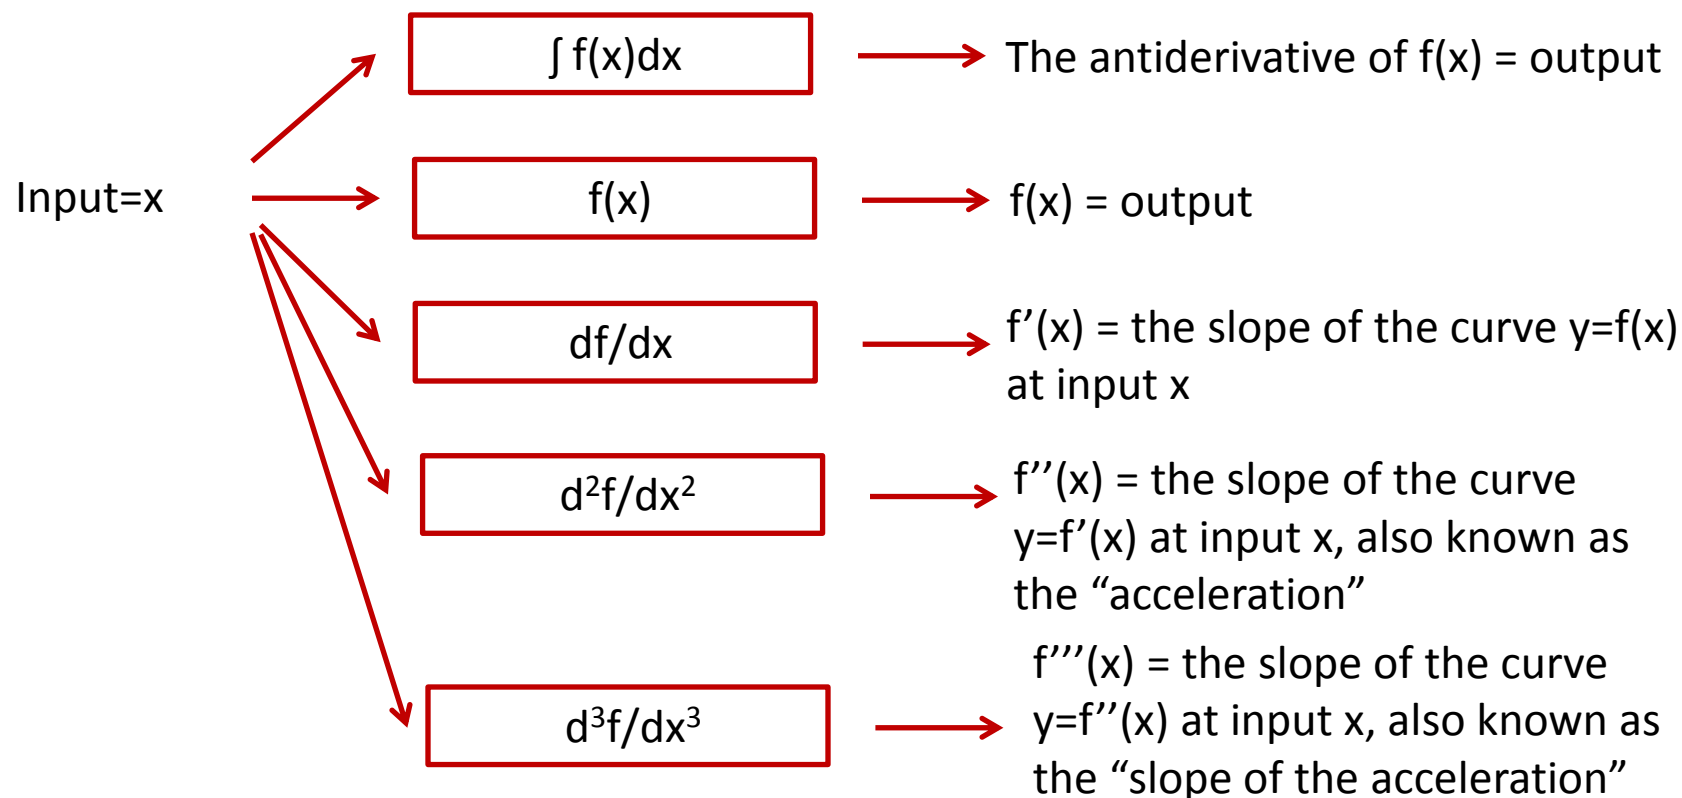 ∫ f(x)dx
The antiderivative of f(x) = output
Input=x
f(x)
f(x) = output
df/dx
f’(x) = the slope of the curve y=f(x)
at input x
d²f/dx²
f’’(x) = the slope of the curve
y=f’(x) at input x, also known as
the “acceleration”
d³f/dx³
f’’’(x) = the slope of the curve
y=f’’(x) at input x, also known as
the “slope of the acceleration”